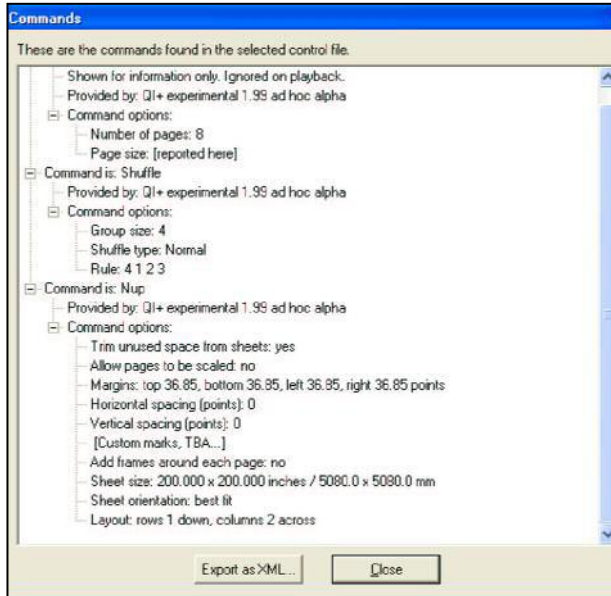 Commands
These are the commands found in the selected control file.
Shown for information only. Ignored on playback.
Provided by: QI+ experimental 1.99 ad hoc alpha
Command options:
Number of pages: 8
Page size: [reported here]
Command is: Shuffle
Provided by: QI+ experimental 1.99 ad hoc alpha
Command options:
Group size: 4
Shuffle type: Normal
Rule: 4 1 2 3
Command is: Nup
Provided by: QI+ experimental 1.99 ad hoc alpha
Command options:
Trim unused space from sheets: yes
Allow pages to be scaled: no
Margins: top 36.85, bottom 36.85, left 36.85, right 36.85 points
Horizontal spacing (points): 0
Vertical spacing (points): 0
[Custom marks, TBA...]
Add frames around each page: no
Sheet size: 200.000 x 200.000 inches / 5080.0 x 5080.0 mm
Sheet orientation: best fit
Layout: rows 1 down, columns 2 across
Export as XML... Close